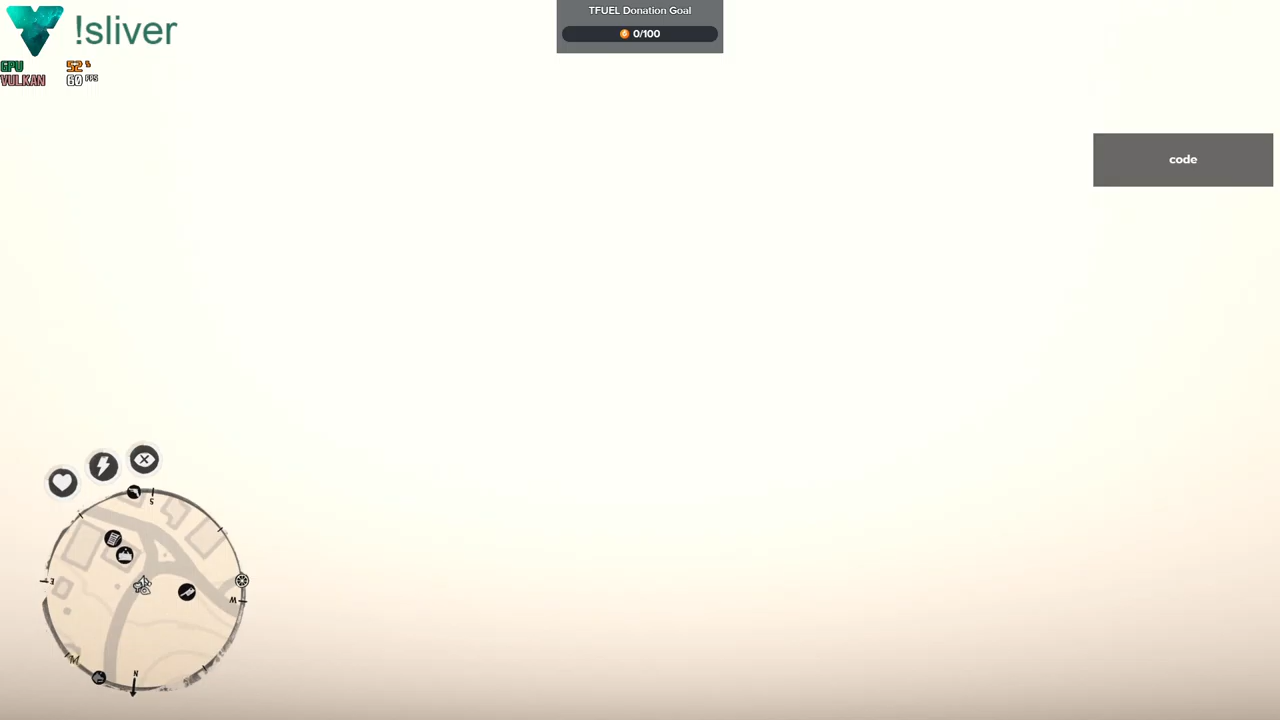 !sliver
TFUEL Donation Goal
0/100
GPU 52 %
VULKAN 60 FPS
code
S
E
W
N